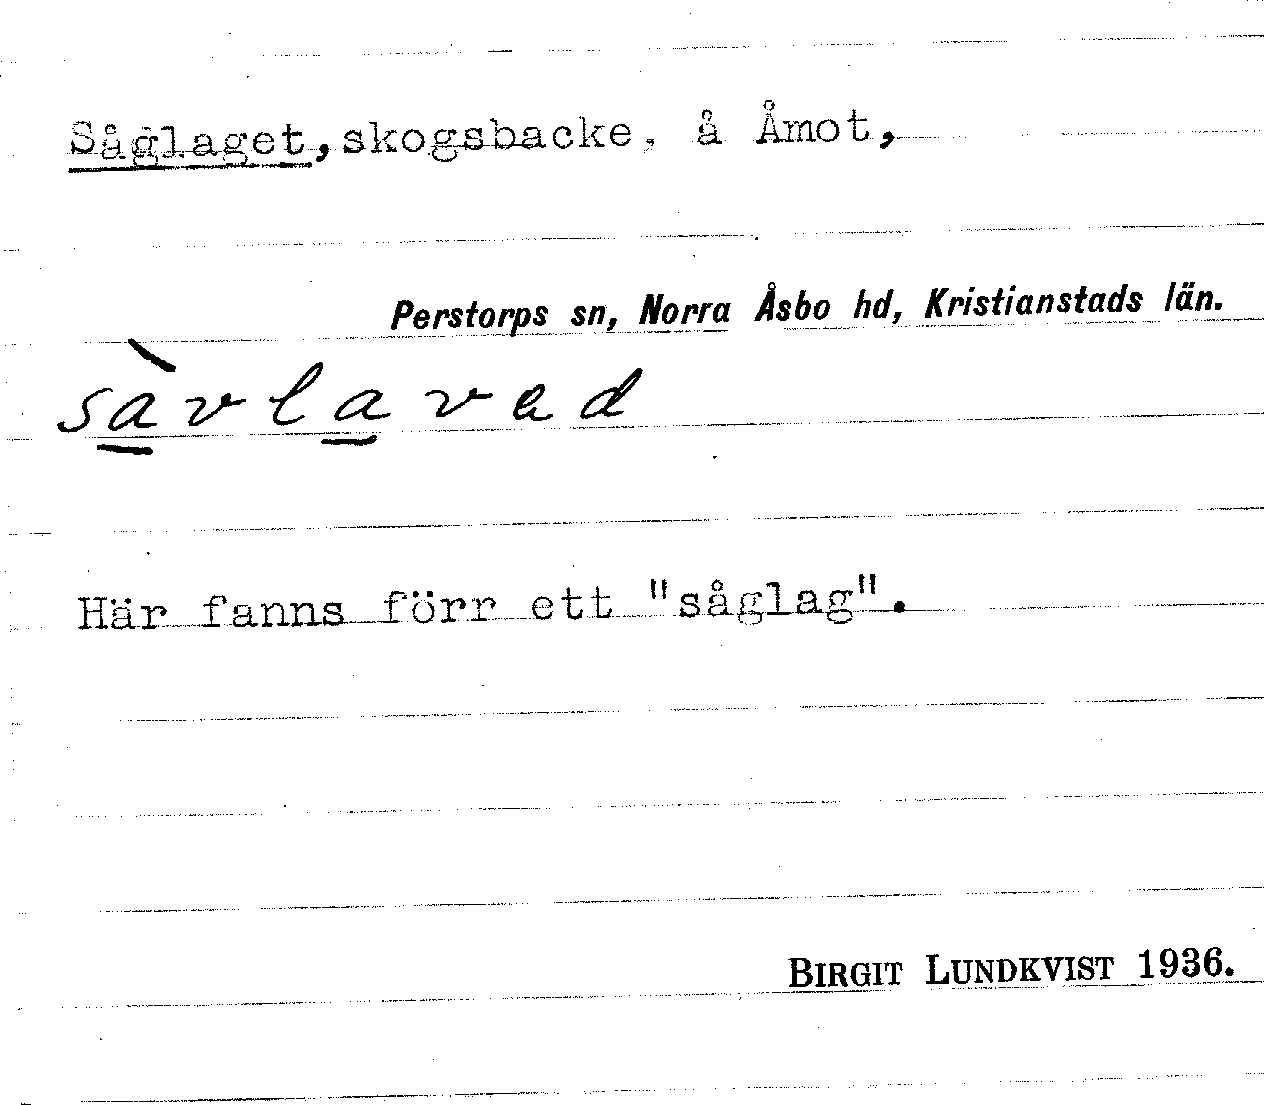 Såglaget, skogsbacke, å Åmot,
Perstorps sn, Norra Åsbo hd, Kristianstads län.
sàvlaved
Här fanns förr ett "såglag".
BIRGIT LUNDKVIST 1936.